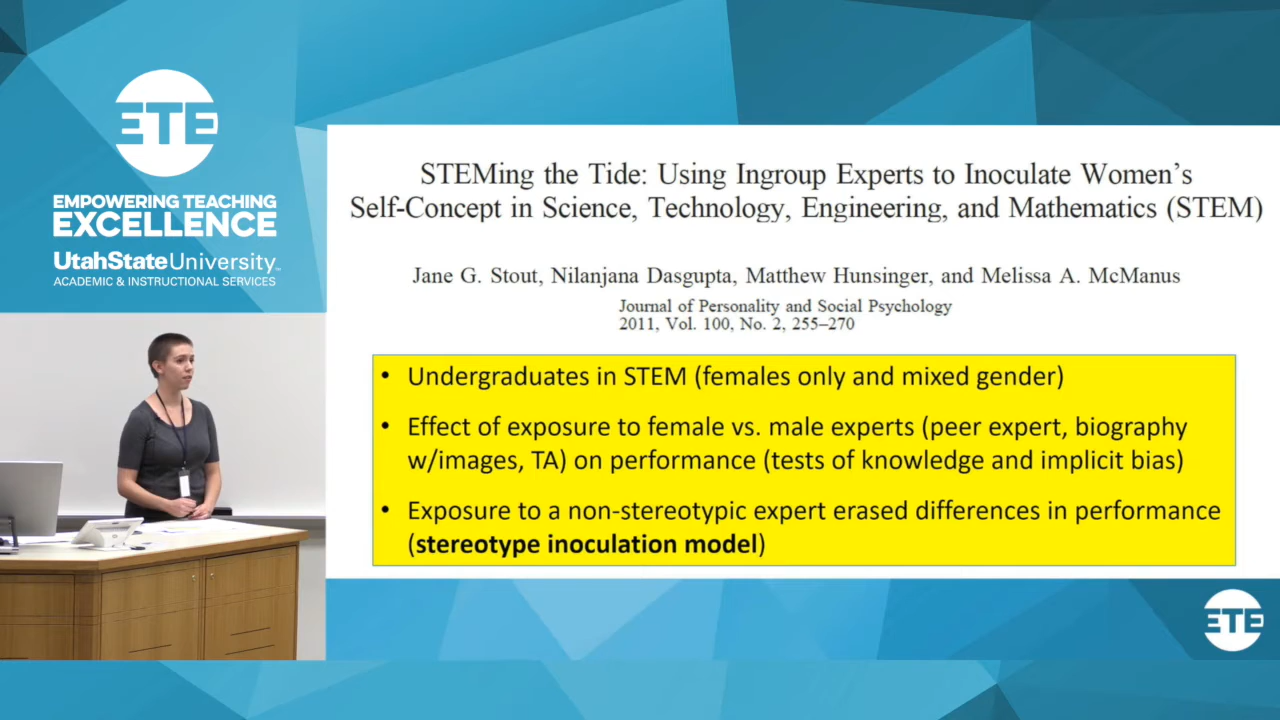 ETE
EMPOWERING TEACHING
EXCELLENCE
UtahStateUniversity
ACADEMIC & INSTRUCTIONAL SERVICES
STEMing the Tide: Using Ingroup Experts to Inoculate Women's
Self-Concept in Science, Technology, Engineering, and Mathematics (STEM)
Jane G. Stout, Nilanjana Dasgupta, Matthew Hunsinger, and Melissa A. McManus
Journal of Personality and Social Psychology
2011, Vol. 100, No. 2, 255–270
• Undergraduates in STEM (females only and mixed gender)
• Effect of exposure to female vs. male experts (peer expert, biography
w/images, TA) on performance (tests of knowledge and implicit bias)
• Exposure to a non-stereotypic expert erased differences in performance
(stereotype inoculation model)
ETE